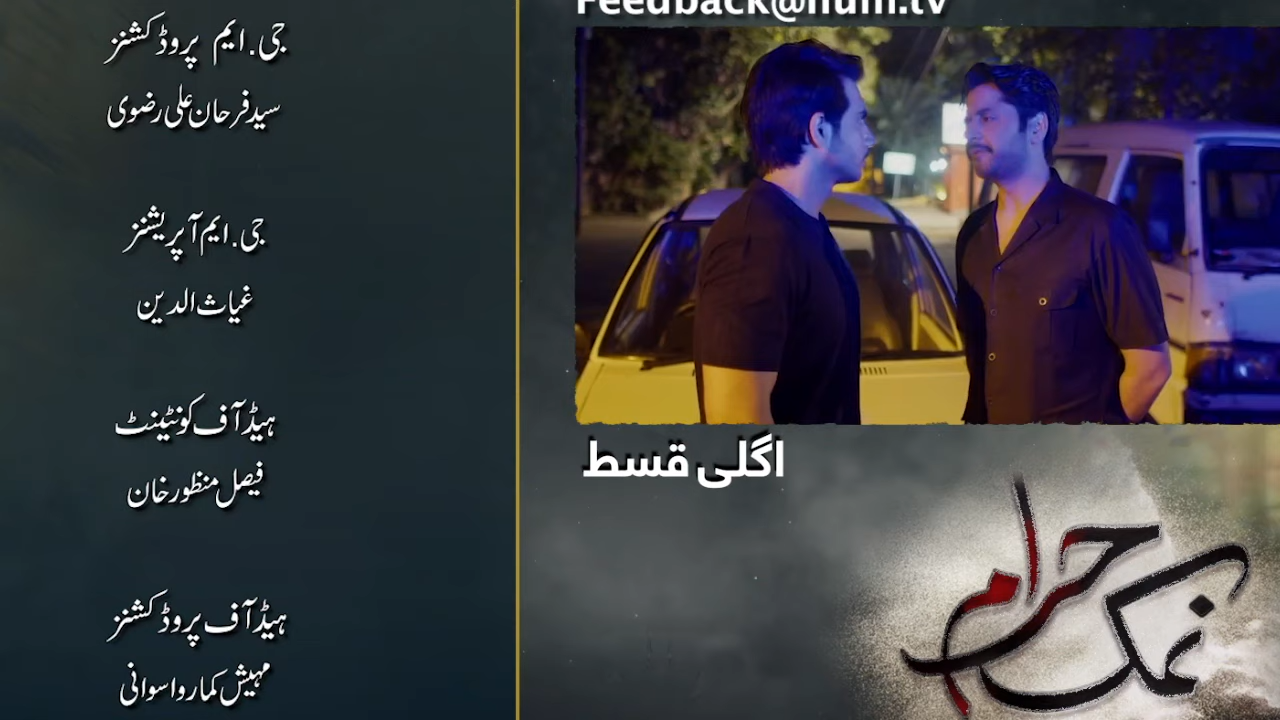 جی.ایم پروڈکشنز
سید فرحان علی رضوی
جی.ایم آپریشنز
غیاث الدین
ہیڈ آف کونٹینٹ
فیصل منظور خان
ہیڈ آف پروڈکشنز
مہیش کمار واسوانی
Feedback@hum.tv
اگلی قسط
نمک حرام